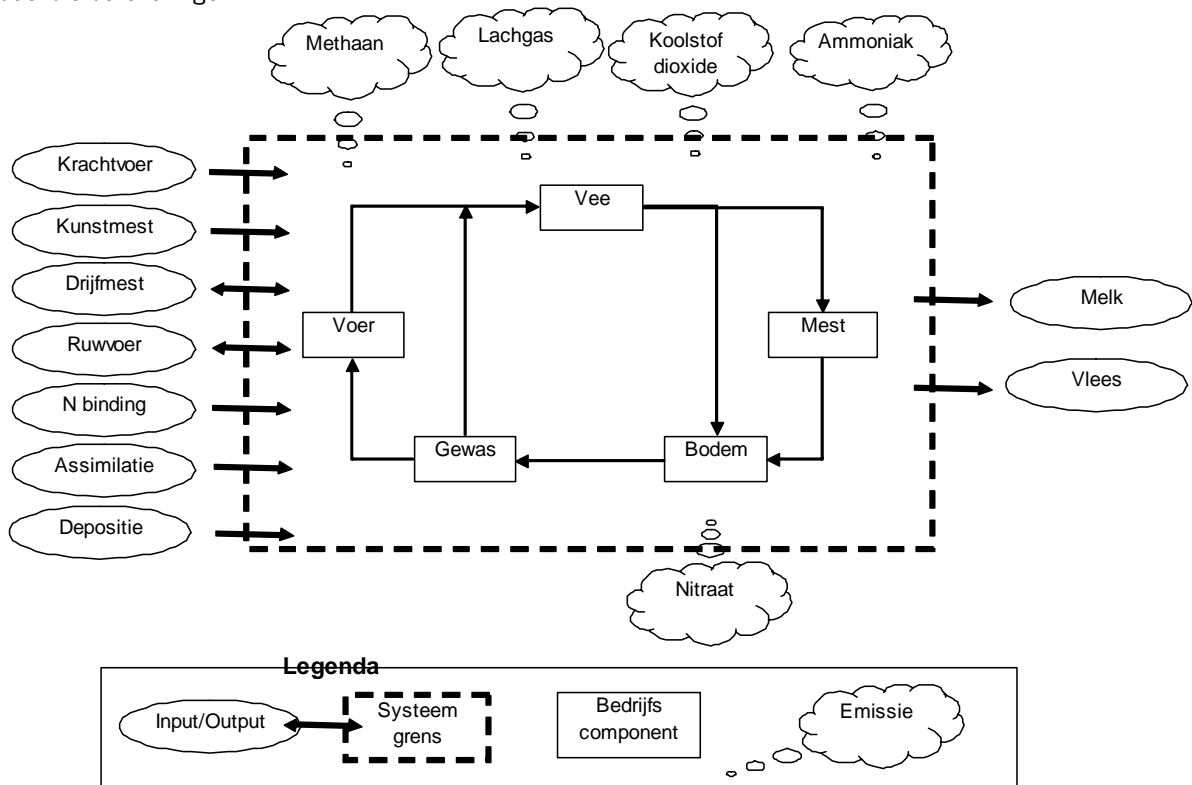 Methaan
Lachgas
Koolstof
dioxide
Ammoniak
Krachtvoer
Kunstmest
Drijfmest
Ruwvoer
N binding
Assimilatie
Depositie
Vee
Voer
Mest
Gewas
Bodem
Melk
Vlees
Nitraat
Legenda
Input/Output
Systeem
grens
Bedrijfs
component
Emissie